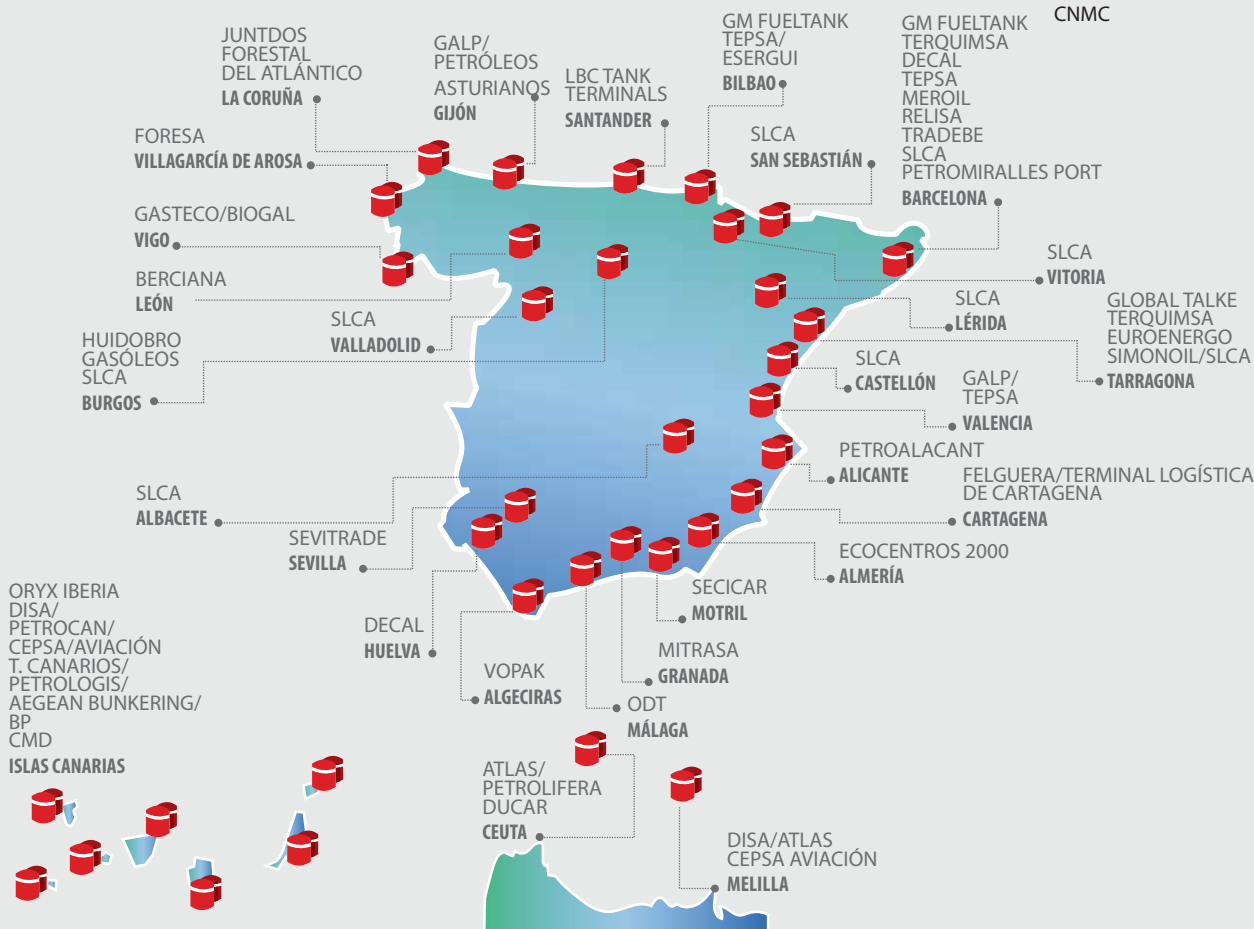 CNMC
JUNTDOS
FORESTAL
DEL ATLÁNTICO
LA CORUÑA
GALP/
PETRÓLEOS
ASTURIANOS
GIJÓN
LBC TANK
TERMINALS
SANTANDER
GM FUELTANK
TEPSA/
ESERGUI
BILBAO
GM FUELTANK
TERQUIMSA
DECAL
TEPSA
MEROIL
RELISA
TRADEBE
SLCA
PETROMIRALLES PORT
BARCELONA
FORESA
VILLAGARCÍA DE AROSA
SLCA
SAN SEBASTIÁN
GASTECO/BIOGAL
VIGO
SLCA
VITORIA
BERCIANA
LEÓN
SLCA
VALLADOLID
SLCA
LÉRIDA
GLOBAL TALKE
TERQUIMSA
EUROENERGO
SIMONOIL/SLCA
TARRAGONA
HUIDOBRO
GASÓLEOS
SLCA
BURGOS
SLCA
CASTELLÓN
GALP/
TEPSA
VALENCIA
PETROALACANT
ALICANTE
FELGUERA/TERMINAL LOGÍSTICA
DE CARTAGENA
CARTAGENA
SLCA
ALBACETE
SEVITRADE
SEVILLA
ECOCENTROS 2000
ALMERÍA
SECICAR
MOTRIL
DECAL
HUELVA
MITRASA
GRANADA
VOPAK
ALGECIRAS
ODT
MÁLAGA
ORYX IBERIA
DISA/
PETROCAN/
CEPSA/AVIACIÓN
T. CANARIOS/
PETROLOGIS/
AEGEAN BUNKERING/
BP
CMD
ISLAS CANARIAS
ATLAS/
PETROLIFERA
DUCAR
CEUTA
DISA/ATLAS
CEPSA AVIACIÓN
MELILLA